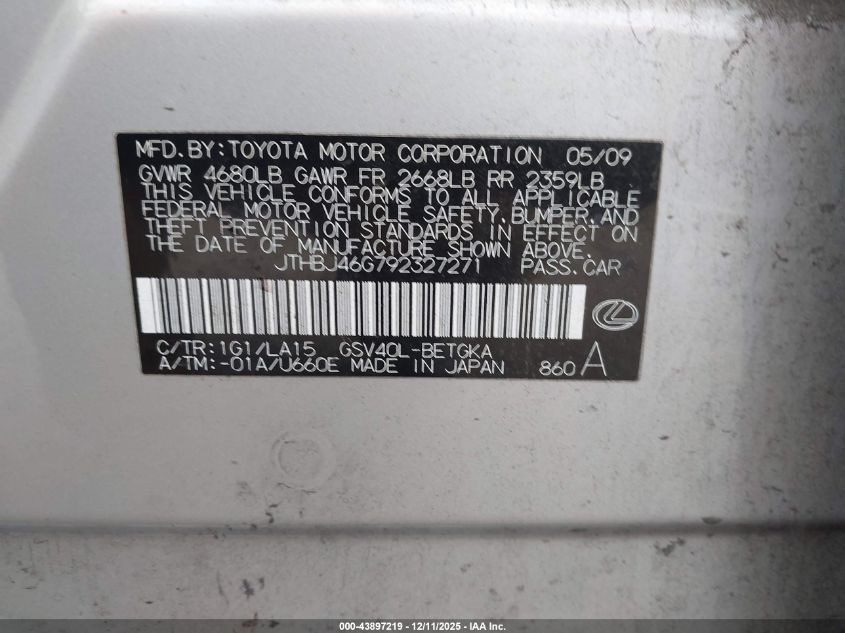 MFD.BY:TOYOTA MOTOR CORPORATION 05/09
GVWR 4680LB GAWR FR 2668LB RR 2359LB
THIS VEHICLE CONFORMS TO ALL APPLICABLE
FEDERAL MOTOR VEHICLE SAFETY,BUMPER,AND
THEFT PREVENTION STANDARDS IN EFFECT ON
THE DATE OF MANUFACTURE SHOWN ABOVE.
JTHBJ46G792327271 PASS.CAR
C/TR:1G1/LA15 GSV40L-BETGKA
A/TM:-01A/U660E MADE IN JAPAN 860 A
000-43897219 - 12/11/2025 - IAA Inc.